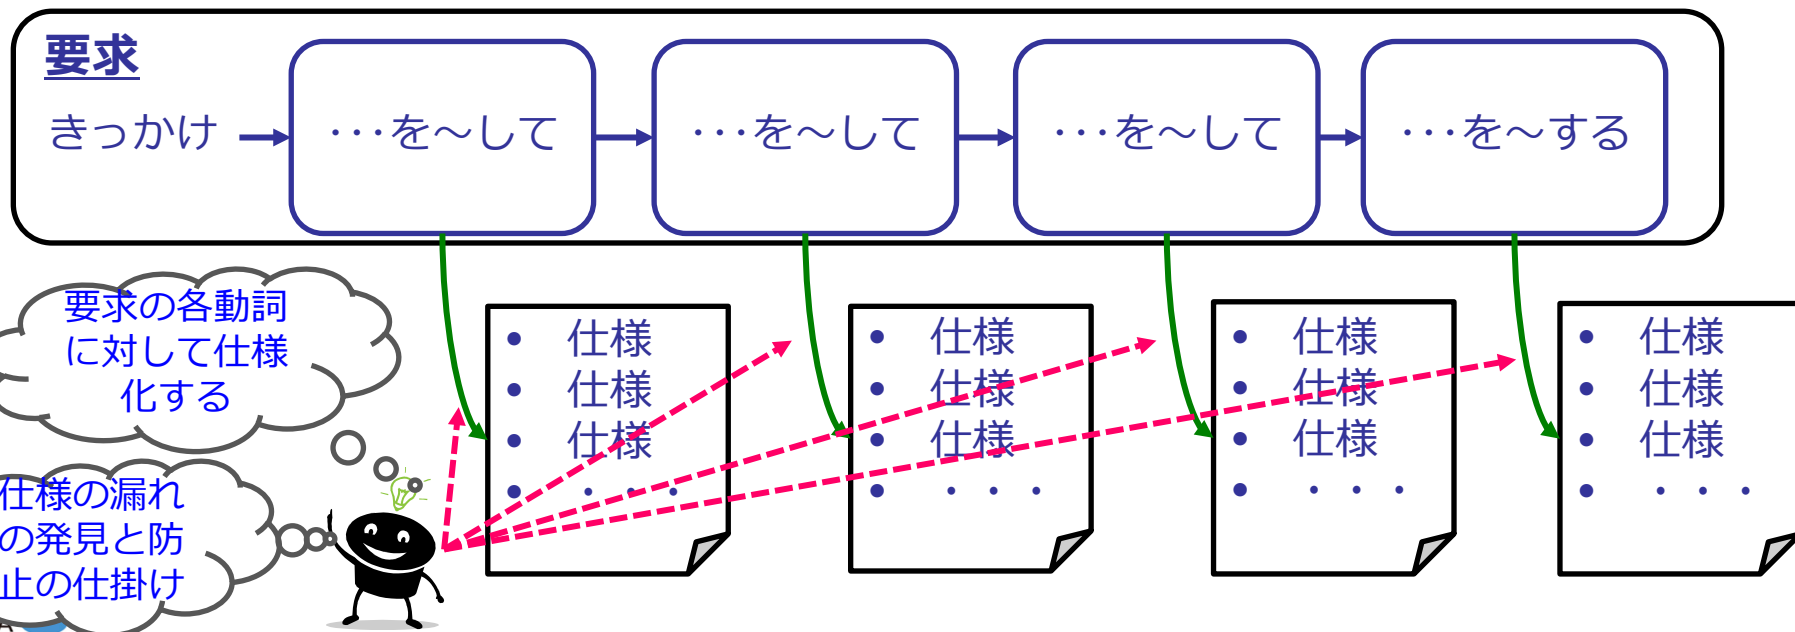 要求
きっかけ
･･･を～して
･･･を～して
･･･を～して
･･･を～する
要求の各動詞
に対して仕様
化する
仕様の漏れ
の発見と防
止の仕掛け
• 仕様
• 仕様
• 仕様
• ・・・
• 仕様
• 仕様
• 仕様
• ・・・
• 仕様
• 仕様
• 仕様
• ・・・
• 仕様
• 仕様
• 仕様
• ・・・